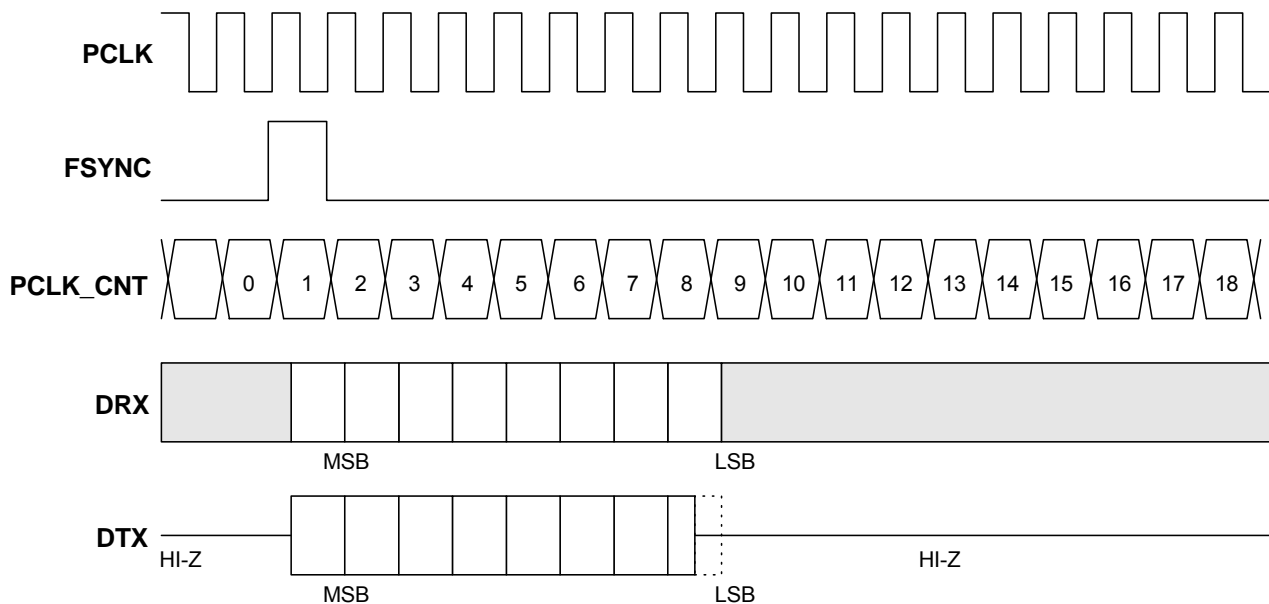 PCLK
FSYNC
PCLK_CNT 0 1 2 3 4 5 6 7 8 9 10 11 12 13 14 15 16 17 18
DRX
MSB LSB
DTX
HI-Z HI-Z
MSB LSB